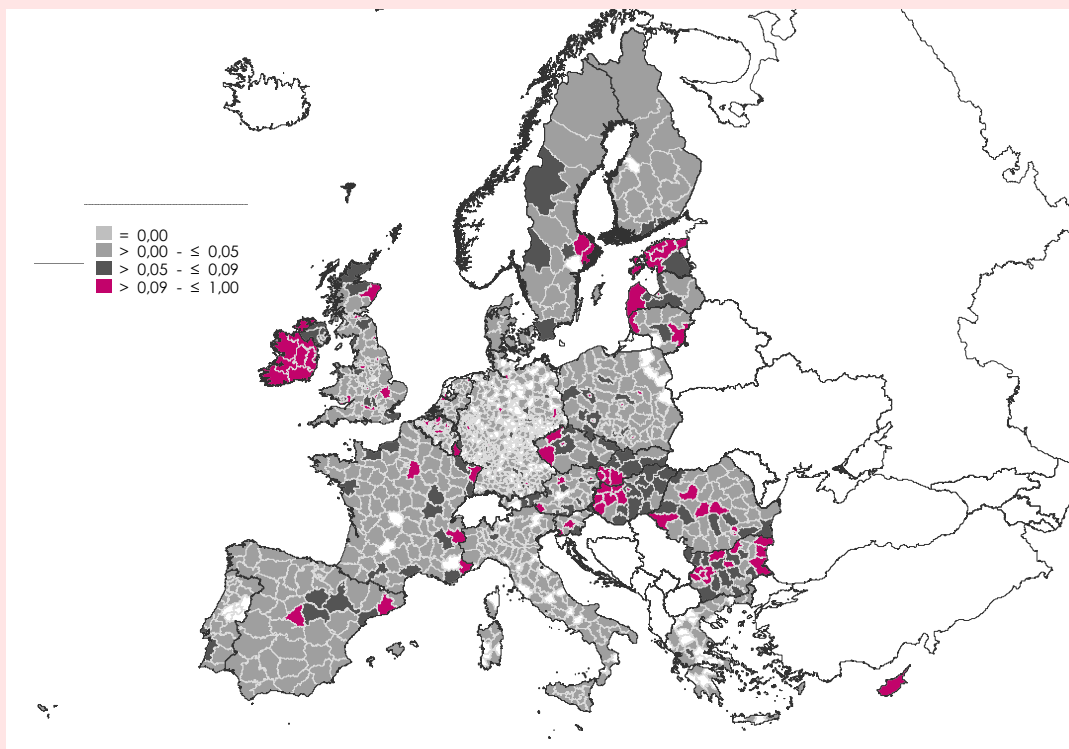 = 0,00
> 0,00 - ≤ 0,05
> 0,05 - ≤ 0,09
> 0,09 - ≤ 1,00